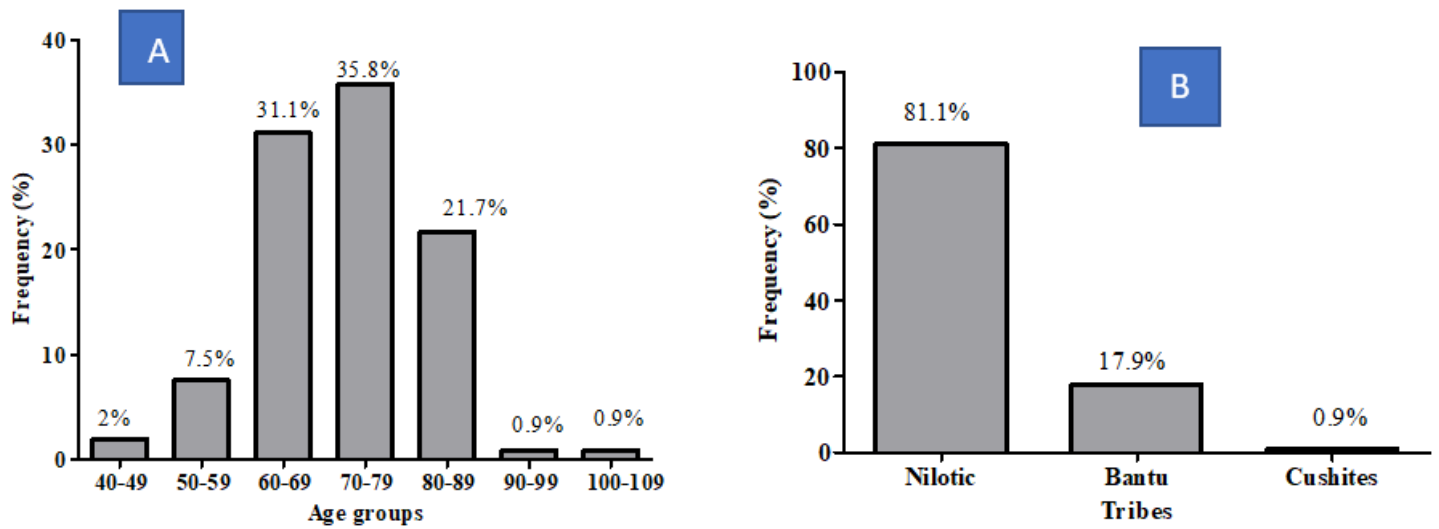 A
Frequency (%)
40
30
20
10
0
2%
7.5%
31.1%
35.8%
21.7%
0.9%
0.9%
40-49 50-59 60-69 70-79 80-89 90-99 100-109
Age groups
B
Frequency (%)
100
80
60
40
20
0
81.1%
17.9%
0.9%
Nilotic Bantu Cushites
Tribes